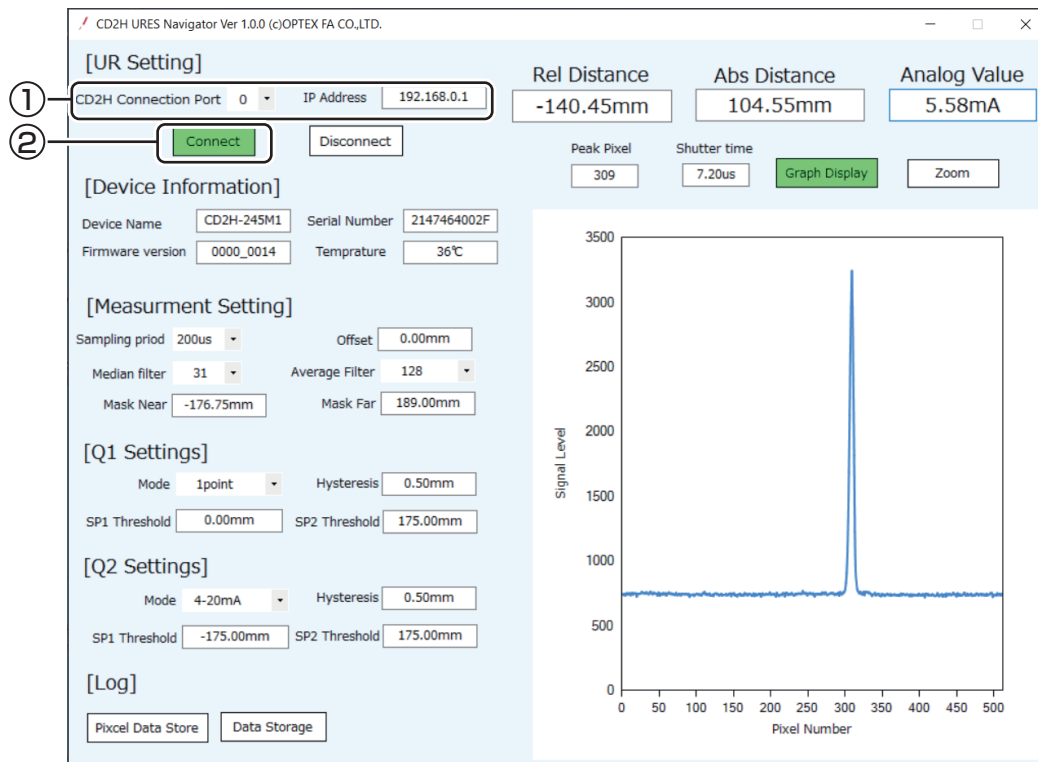 CD2H URES Navigator Ver 1.0.0 (c)OPTEX FA CO.,LTD.
[UR Setting]
① CD2H Connection Port 0 IP Address 192.168.0.1
② Connect Disconnect
[Device Information]
Device Name CD2H-245M1 Serial Number 2147464002F
Firmware version 0000_0014 Temprature 36℃
[Measurment Setting]
Sampling priod 200us Offset 0.00mm
Median filter 31 Average Filter 128
Mask Near -176.75mm Mask Far 189.00mm
[Q1 Settings]
Mode 1point Hysteresis 0.50mm
SP1 Threshold 0.00mm SP2 Threshold 175.00mm
[Q2 Settings]
Mode 4-20mA Hysteresis 0.50mm
SP1 Threshold -175.00mm SP2 Threshold 175.00mm
[Log]
Pixcel Data Store Data Storage
Rel Distance Abs Distance Analog Value
-140.45mm 104.55mm 5.58mA
Peak Pixel Shutter time
309 7.20us Graph Display Zoom
3500
3000
2500
2000
1500
1000
500
0
Signal Level
0 50 100 150 200 250 300 350 400 450 500
Pixel Number